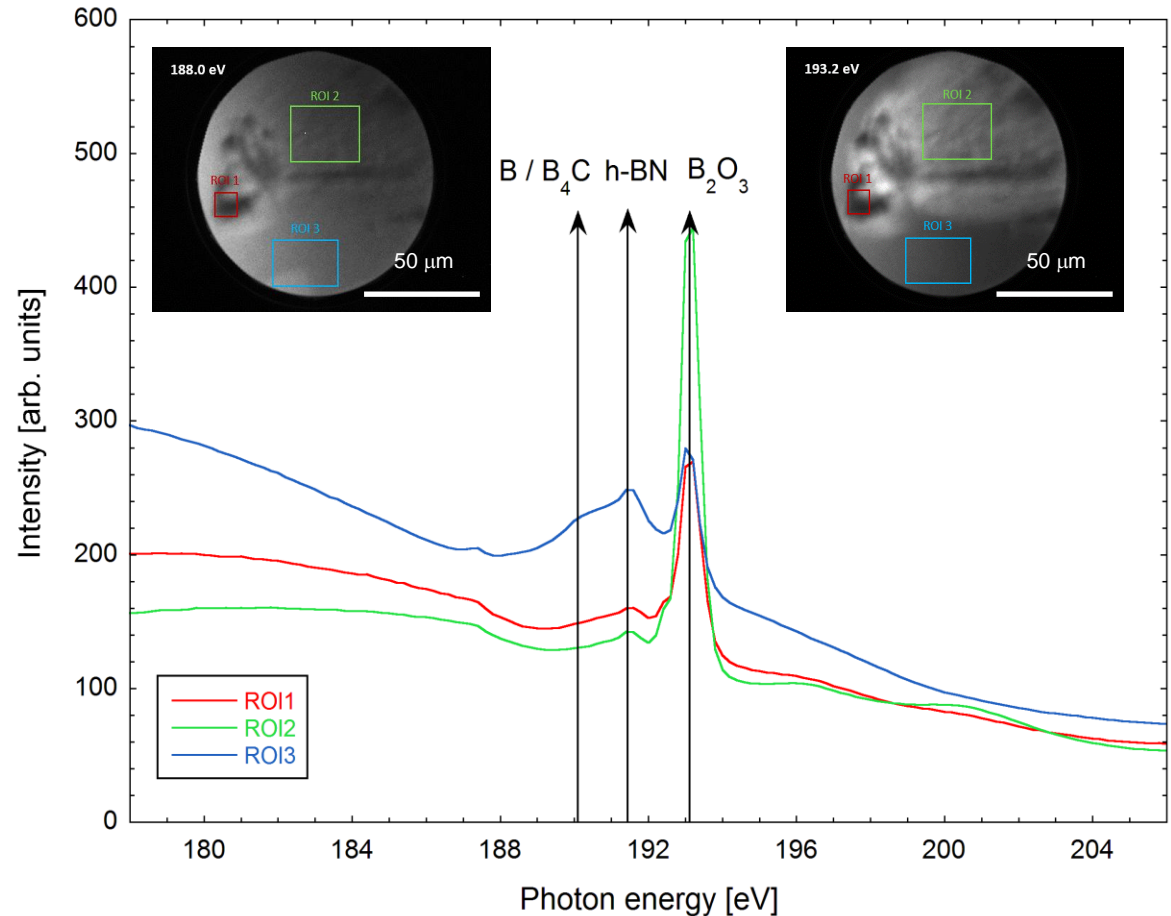 600
500
400
300
200
100
0
Intensity [arb. units]
188.0 eV
ROI 2
ROI 1
ROI 3
50 μm
B / B₄C h-BN B₂O₃
193.2 eV
ROI 2
ROI 1
ROI 3
50 μm
ROI1
ROI2
ROI3
180 184 188 192 196 200 204
Photon energy [eV]